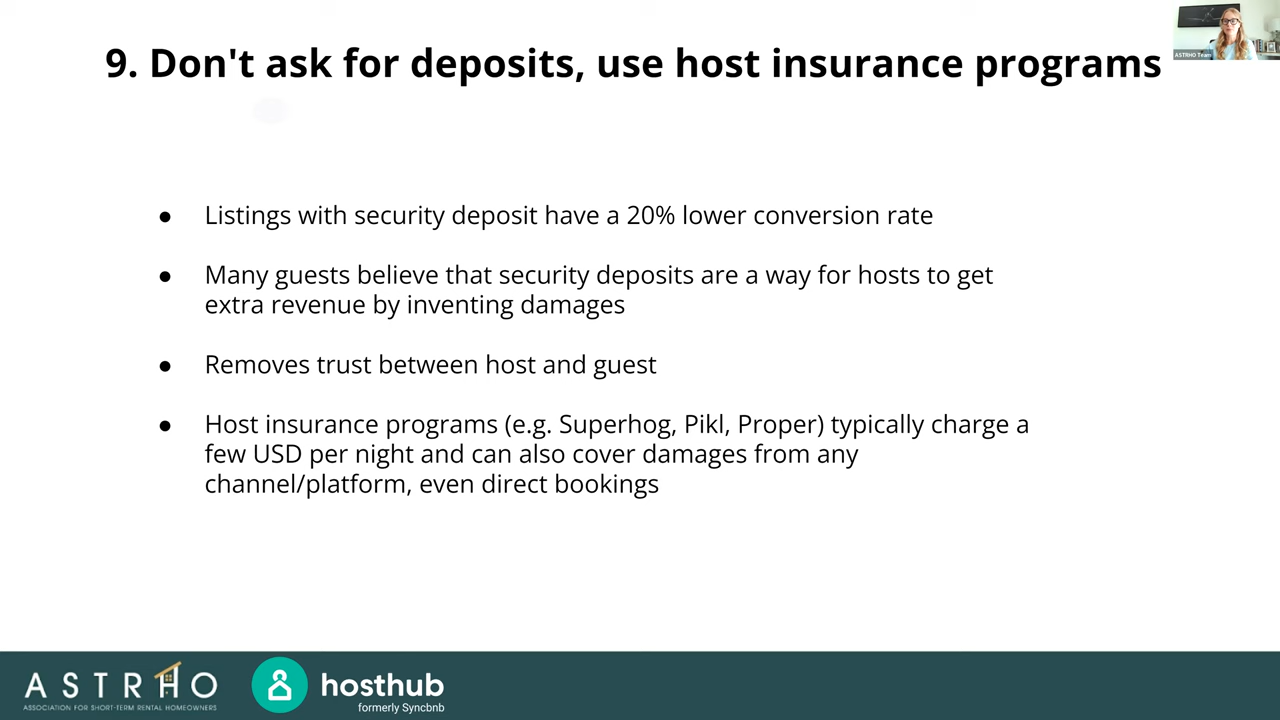 9. Don't ask for deposits, use host insurance programs
ASTRHO Team
● Listings with security deposit have a 20% lower conversion rate
● Many guests believe that security deposits are a way for hosts to get
extra revenue by inventing damages
● Removes trust between host and guest
● Host insurance programs (e.g. Superhog, Pikl, Proper) typically charge a
few USD per night and can also cover damages from any
channel/platform, even direct bookings
ASTRHO
ASSOCIATION FOR SHORT-TERM RENTAL HOMEOWNERS
hosthub
formerly Syncbnb